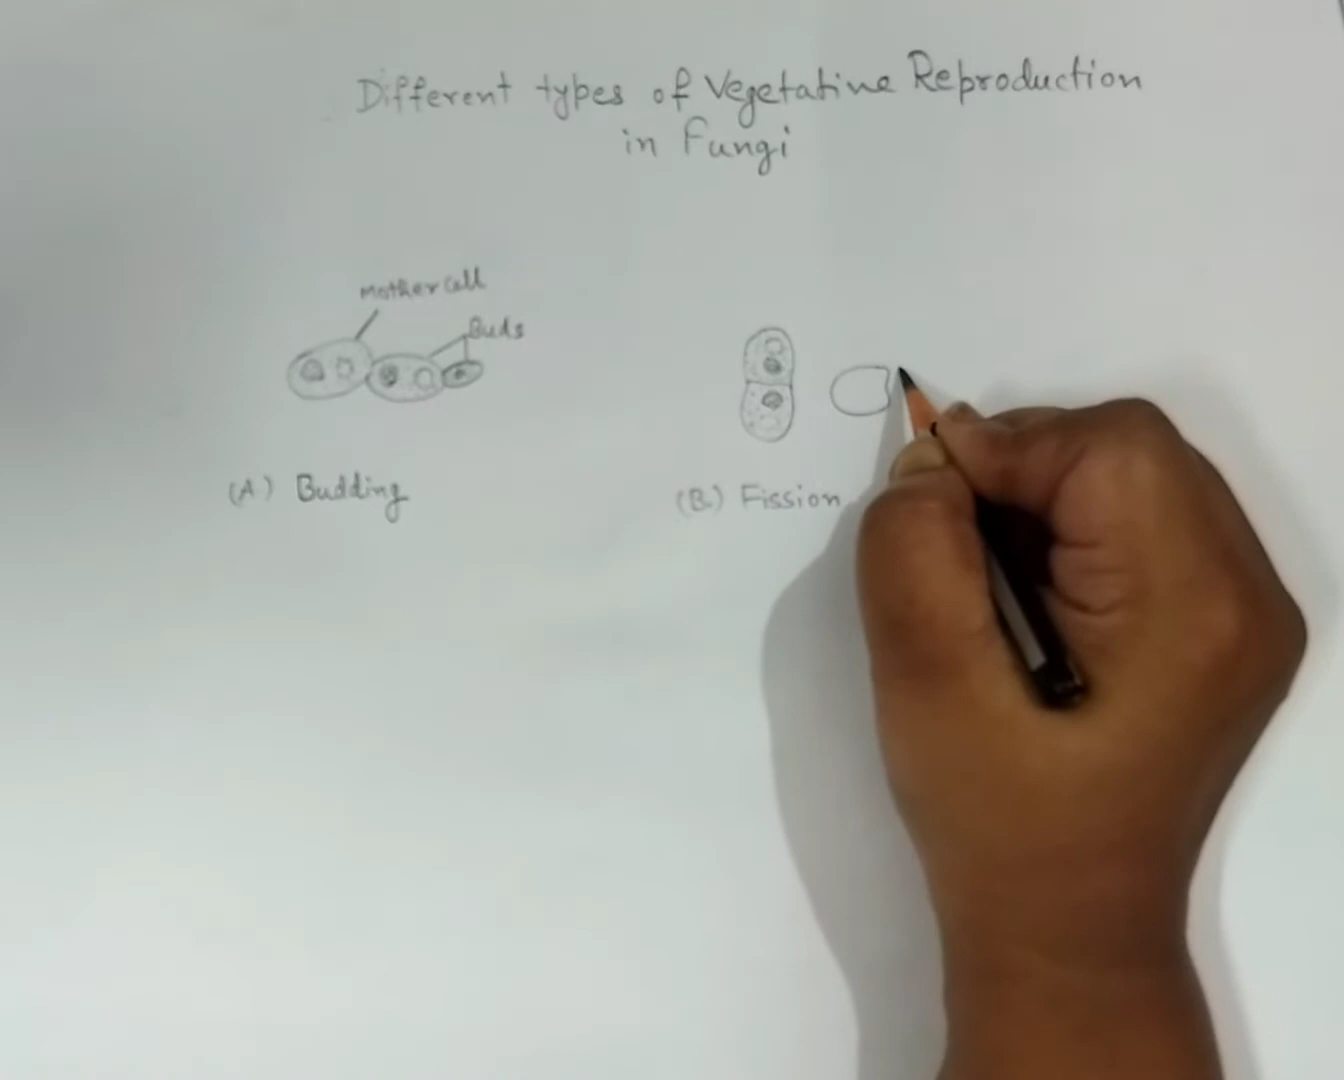 Different types of Vegetative Reproduction
in Fungi
Mother Cell
Buds
(A) Budding
(B) Fission